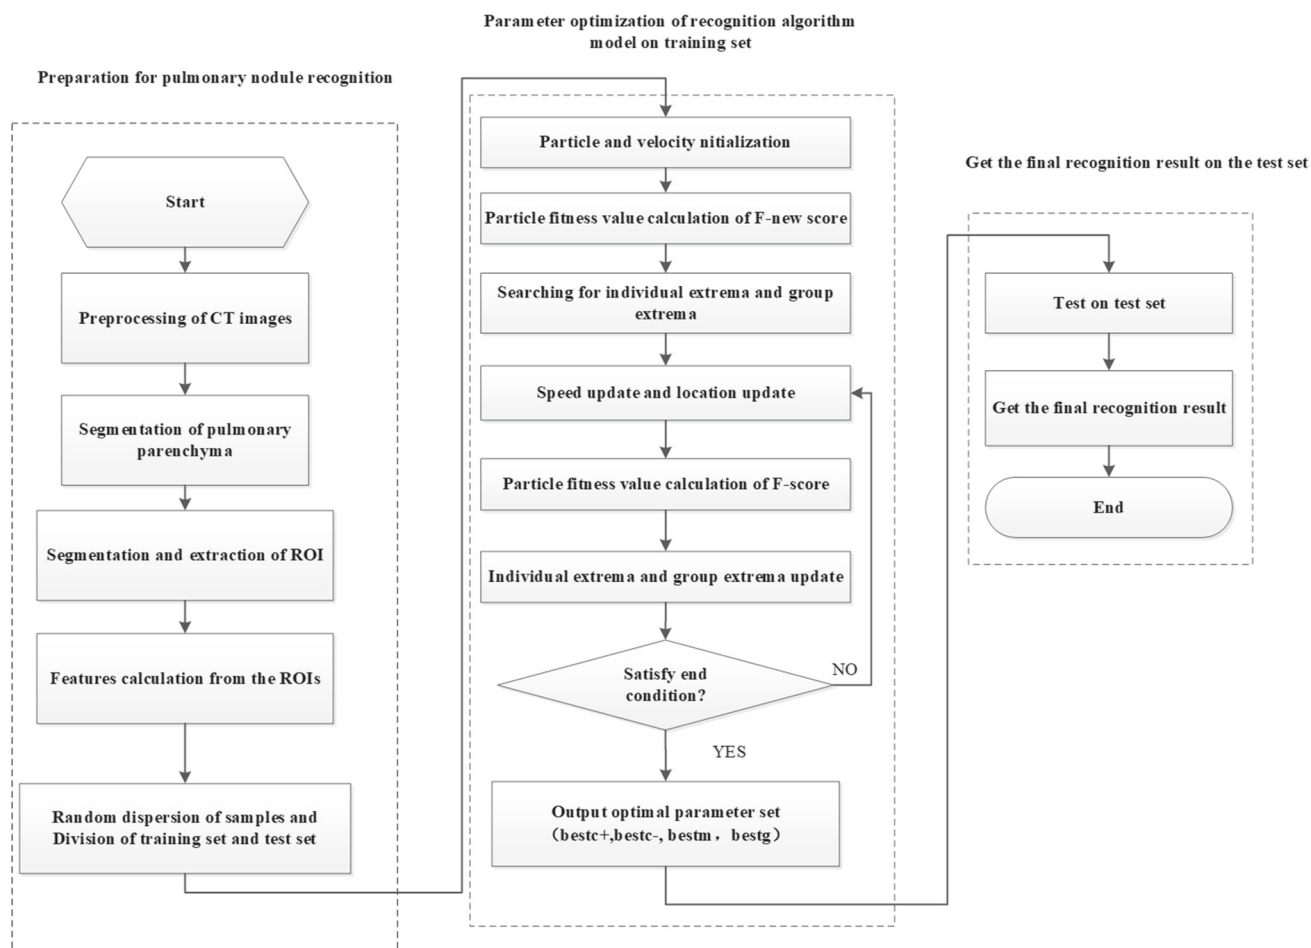 Preparation for pulmonary nodule recognition
Start
Preprocessing of CT images
Segmentation of pulmonary
parenchyma
Segmentation and extraction of ROI
Features calculation from the ROIs
Random dispersion of samples and
Division of training set and test set
Parameter optimization of recognition algorithm
model on training set
Particle and velocity nitialization
Particle fitness value calculation of F-new score
Searching for individual extrema and group
extrema
Speed update and location update
Particle fitness value calculation of F-score
Individual extrema and group extrema update
Satisfy end
condition?
NO
YES
Output optimal parameter set
（bestc+,bestc-, bestm，bestg）
Get the final recognition result on the test set
Test on test set
Get the final recognition result
End